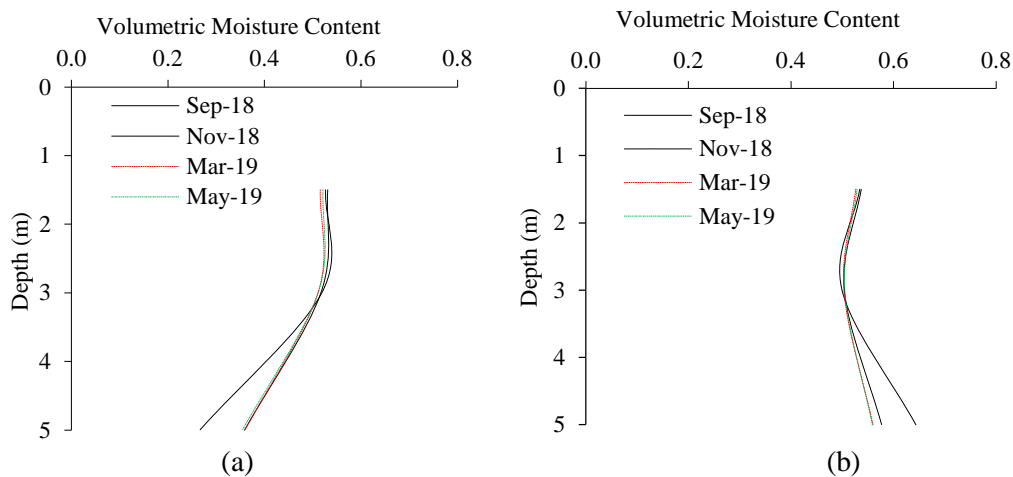 Volumetric Moisture Content
0.0 0.2 0.4 0.6 0.8
0
1
2
3
4
5
Depth (m)
Sep-18
Nov-18
Mar-19
May-19
(a)
Volumetric Moisture Content
0.0 0.2 0.4 0.6 0.8
0
1
2
3
4
5
Depth (m)
Sep-18
Nov-18
Mar-19
May-19
(b)